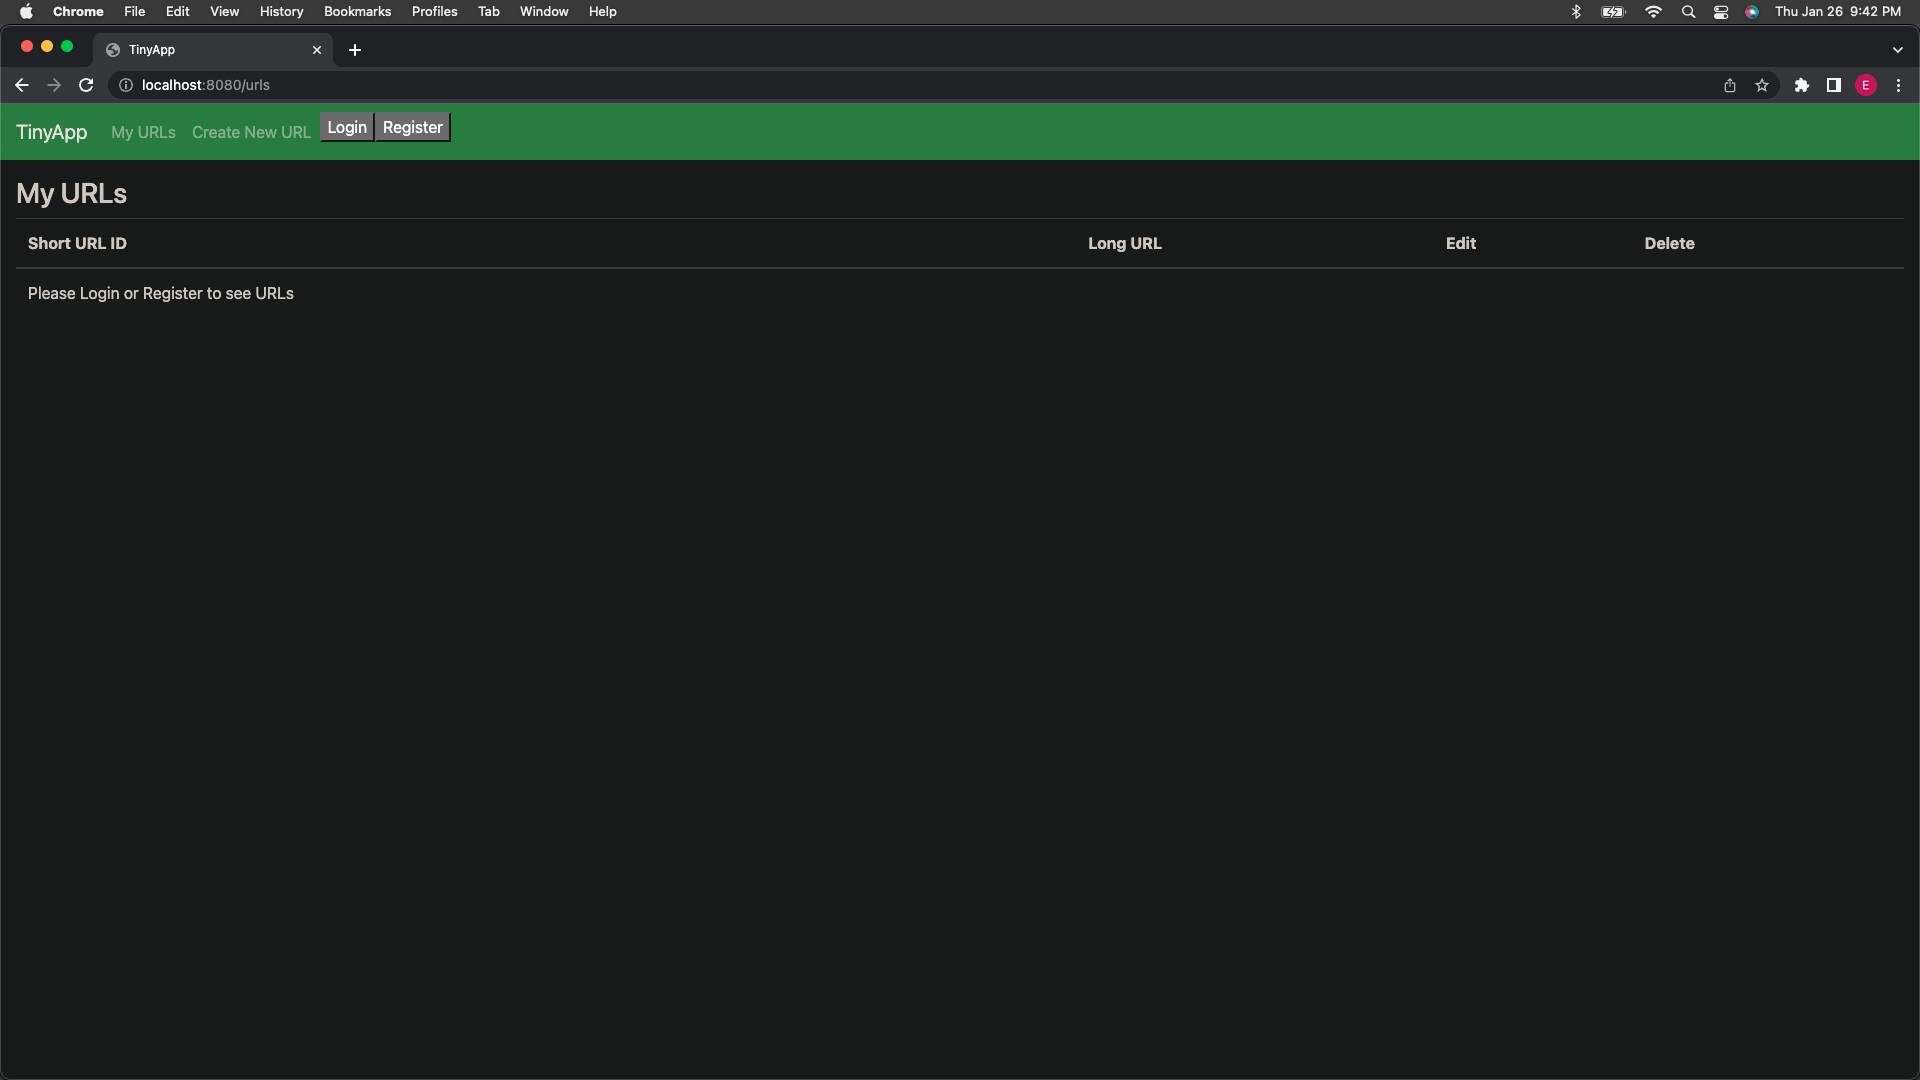 Chrome File Edit View History Bookmarks Profiles Tab Window Help Thu Jan 26 9:42 PM
TinyApp
localhost:8080/urls E
TinyApp My URLs Create New URL Login Register
My URLs
Short URL ID Long URL Edit Delete
Please Login or Register to see URLs